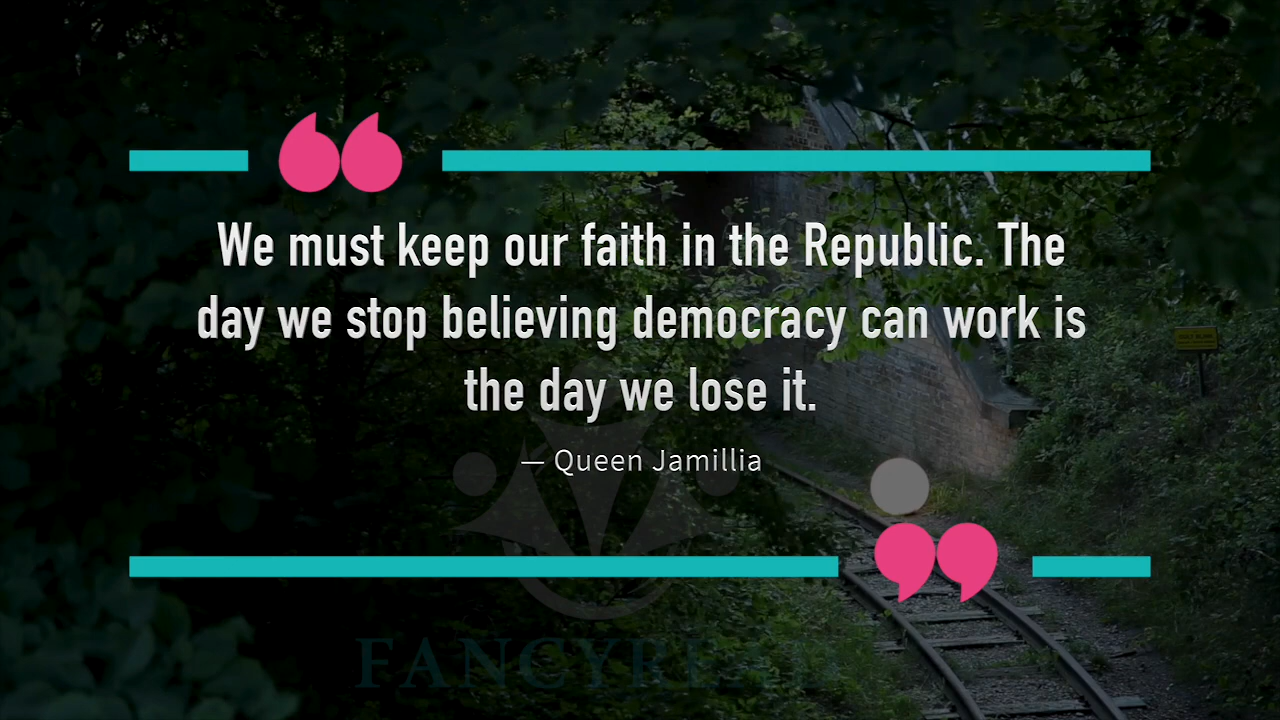 We must keep our faith in the Republic. The
day we stop believing democracy can work is
the day we lose it.
— Queen Jamillia